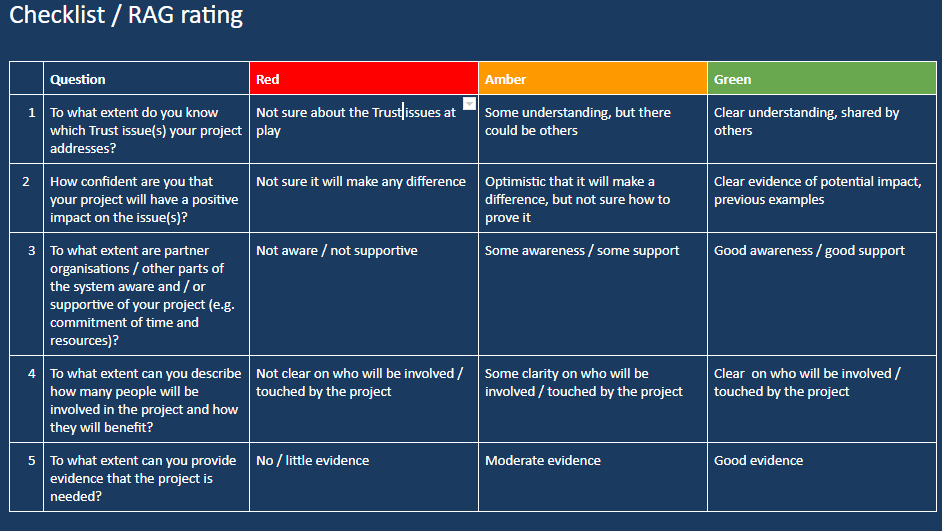 Checklist / RAG rating
Question
Red
Amber
Green
1
To what extent do you know
which Trust issue(s) your project
addresses?
Not sure about the Trust issues at
play
Some understanding, but there
could be others
Clear understanding, shared by
others
2
How confident are you that
your project will have a positive
impact on the issue(s)?
Not sure it will make any difference
Optimistic that it will make a
difference, but not sure how to
prove it
Clear evidence of potential impact,
previous examples
3
To what extent are partner
organisations / other parts of
the system aware and / or
supportive of your project (e.g.
commitment of time and
resources)?
Not aware / not supportive
Some awareness / some support
Good awareness / good support
4
To what extent can you describe
how many people will be
involved in the project and how
they will benefit?
Not clear on who will be involved /
touched by the project
Some clarity on who will be
involved / touched by the project
Clear  on who will be involved /
touched by the project
5
To what extent can you provide
evidence that the project is
needed?
No / little evidence
Moderate evidence
Good evidence